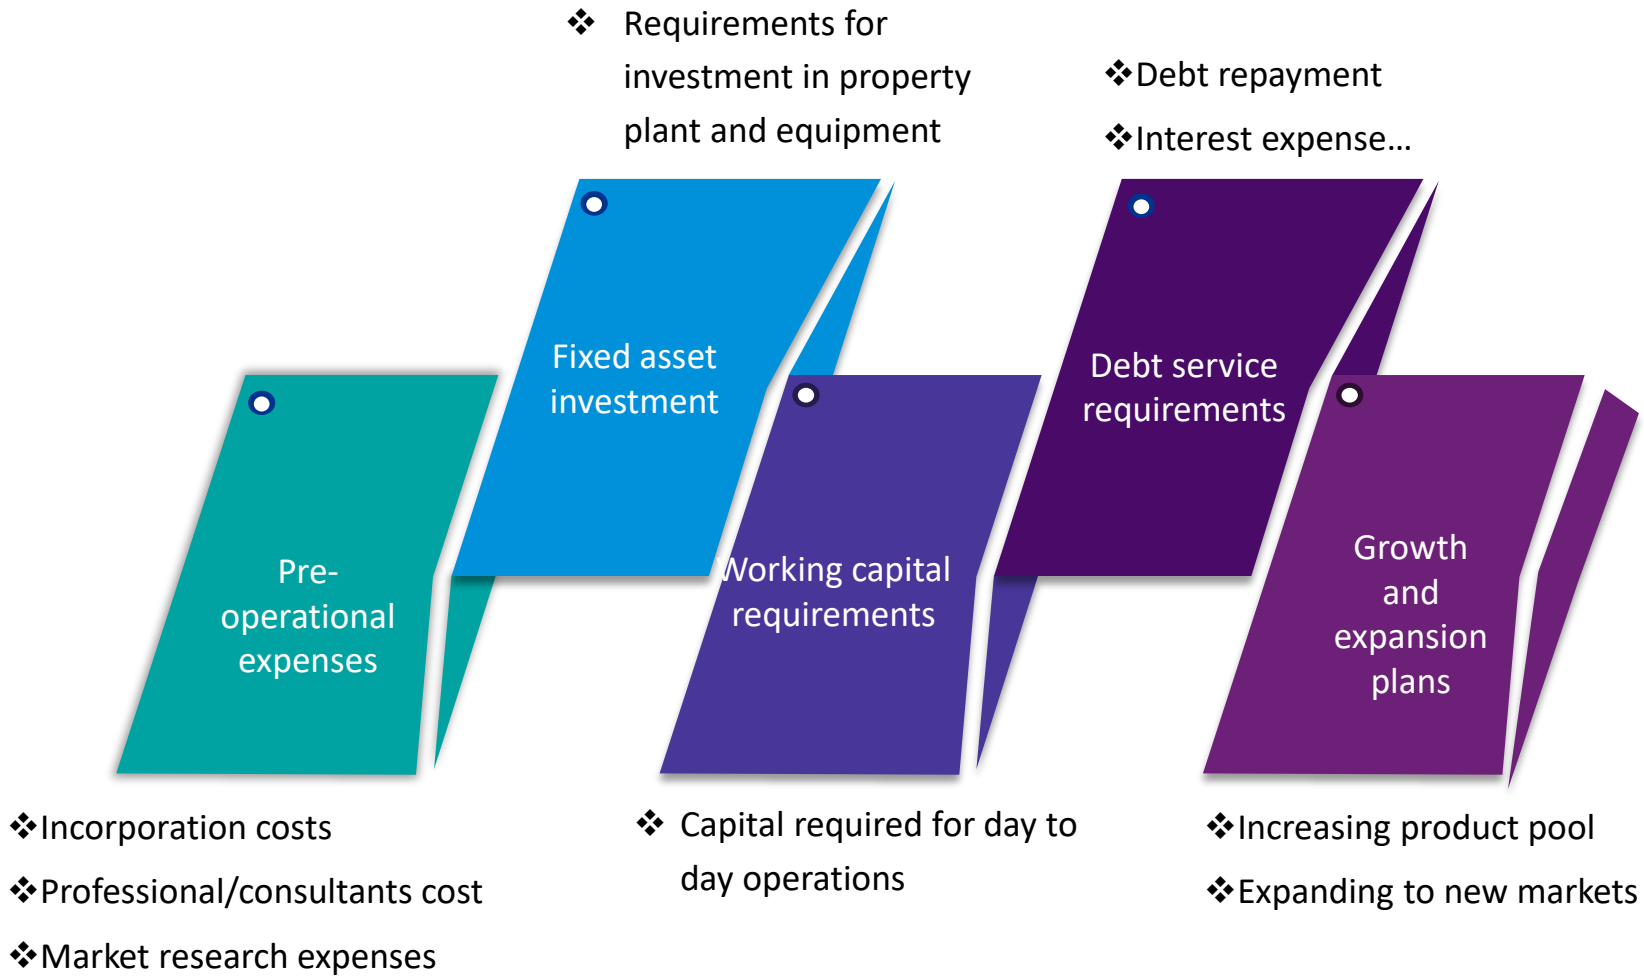 ❖ Requirements for
investment in property
plant and equipment
❖Debt repayment
❖Interest expense…
Fixed asset
investment
Debt service
requirements
Pre-
operational
expenses
Working capital
requirements
Growth
and
expansion
plans
❖Incorporation costs
❖Professional/consultants cost
❖Market research expenses
❖ Capital required for day to
day operations
❖Increasing product pool
❖Expanding to new markets